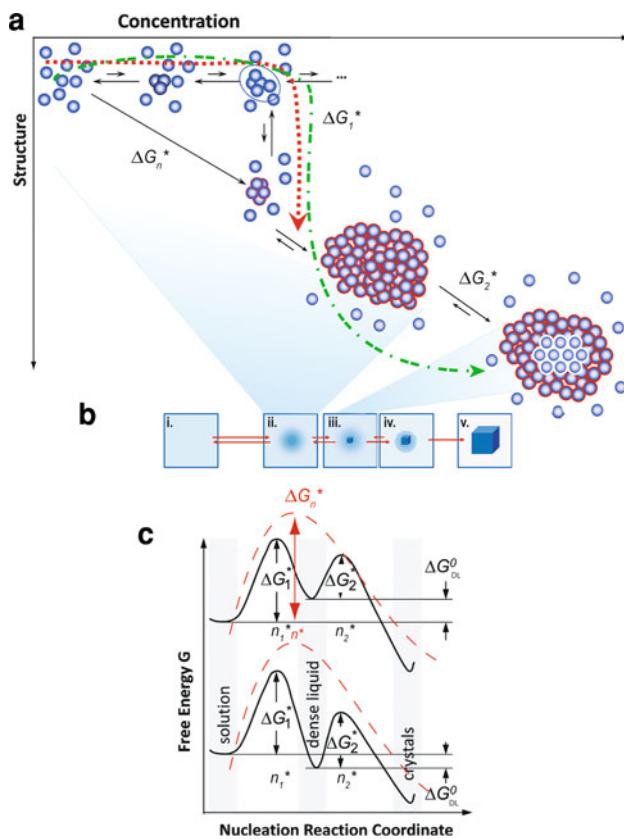 a
Concentration
Structure
...
ΔG₁*
ΔGₙ*
ΔG₂*
b
i.
ii.
iii.
iv.
v.
ΔGₙ*
c
ΔG₁*
ΔG₂*
ΔG⁰DL
n₁* n*
n₂*
Free Energy G
solution
dense liquid
crystals
ΔG₁*
ΔG₂*
n₁*
n₂*
ΔG⁰DL
Nucleation Reaction Coordinate